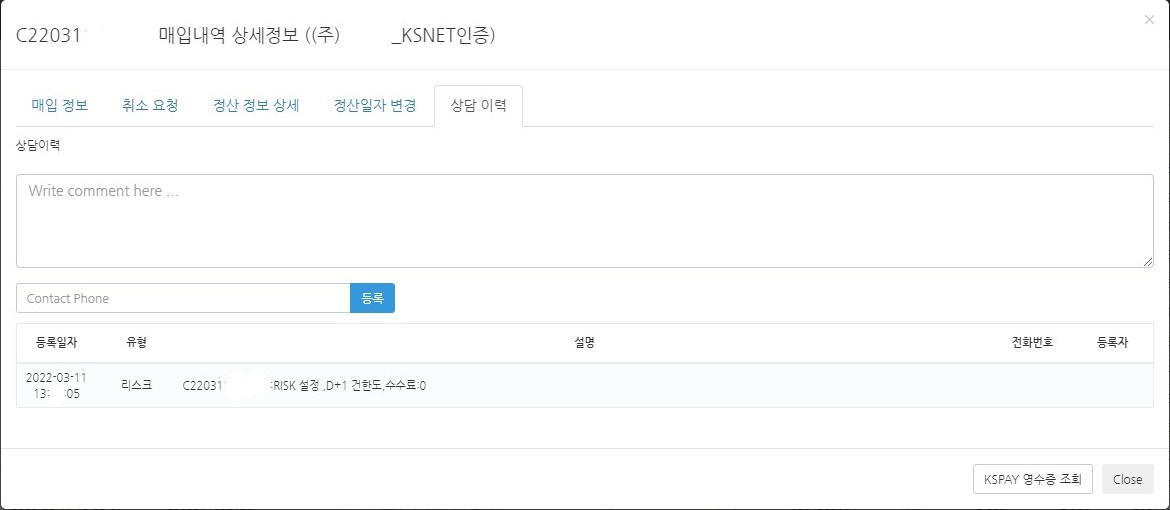 ×
C22031 매입내역 상세정보 ((주) _KSNET인증)
매입 정보 취소 요청 정산 정보 상세 정산일자 변경 상담 이력
상담이력
Write comment here ...
Contact Phone 등록
등록일자 유형 설명 전화번호 등록자
2022-03-11
13: :05 리스크 C22031 :RISK 설정 ,D+1 건한도,수수료:0
KSPAY 영수증 조회 Close